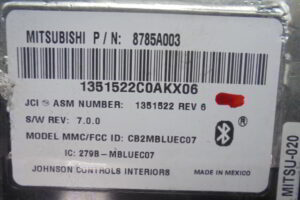 MITSUBISHI P / N: 8785A003
1351522C0AKX06
JCI ASM NUMBER: 1351522 REV 6
S/W REV: 7.0.0
MODEL MMC/FCC ID: CB2MBLUEC07
IC: 279B-MBLUEC07
JOHNSON CONTROLS INTERIORS
MADE IN MEXICO
MITSU-020